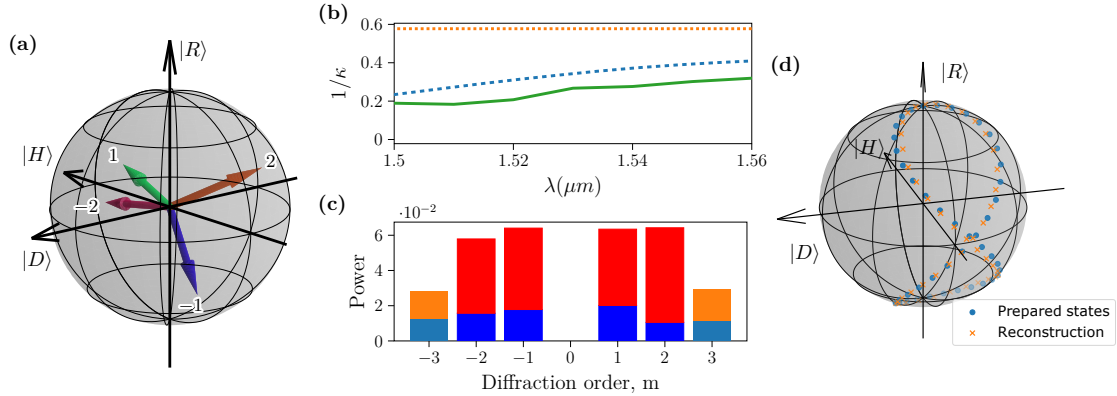 (a)
|R⟩
|H⟩
|D⟩
1
2
−2
−1
(b)
1/κ
0.6
0.4
0.2
0
1.5
1.52
1.54
1.56
λ(μm)
(c)
·10⁻²
Power
6
4
2
0
−3
−2
−1
0
1
2
3
Diffraction order, m
(d)
|R⟩
|H⟩
|D⟩
Prepared states
Reconstruction